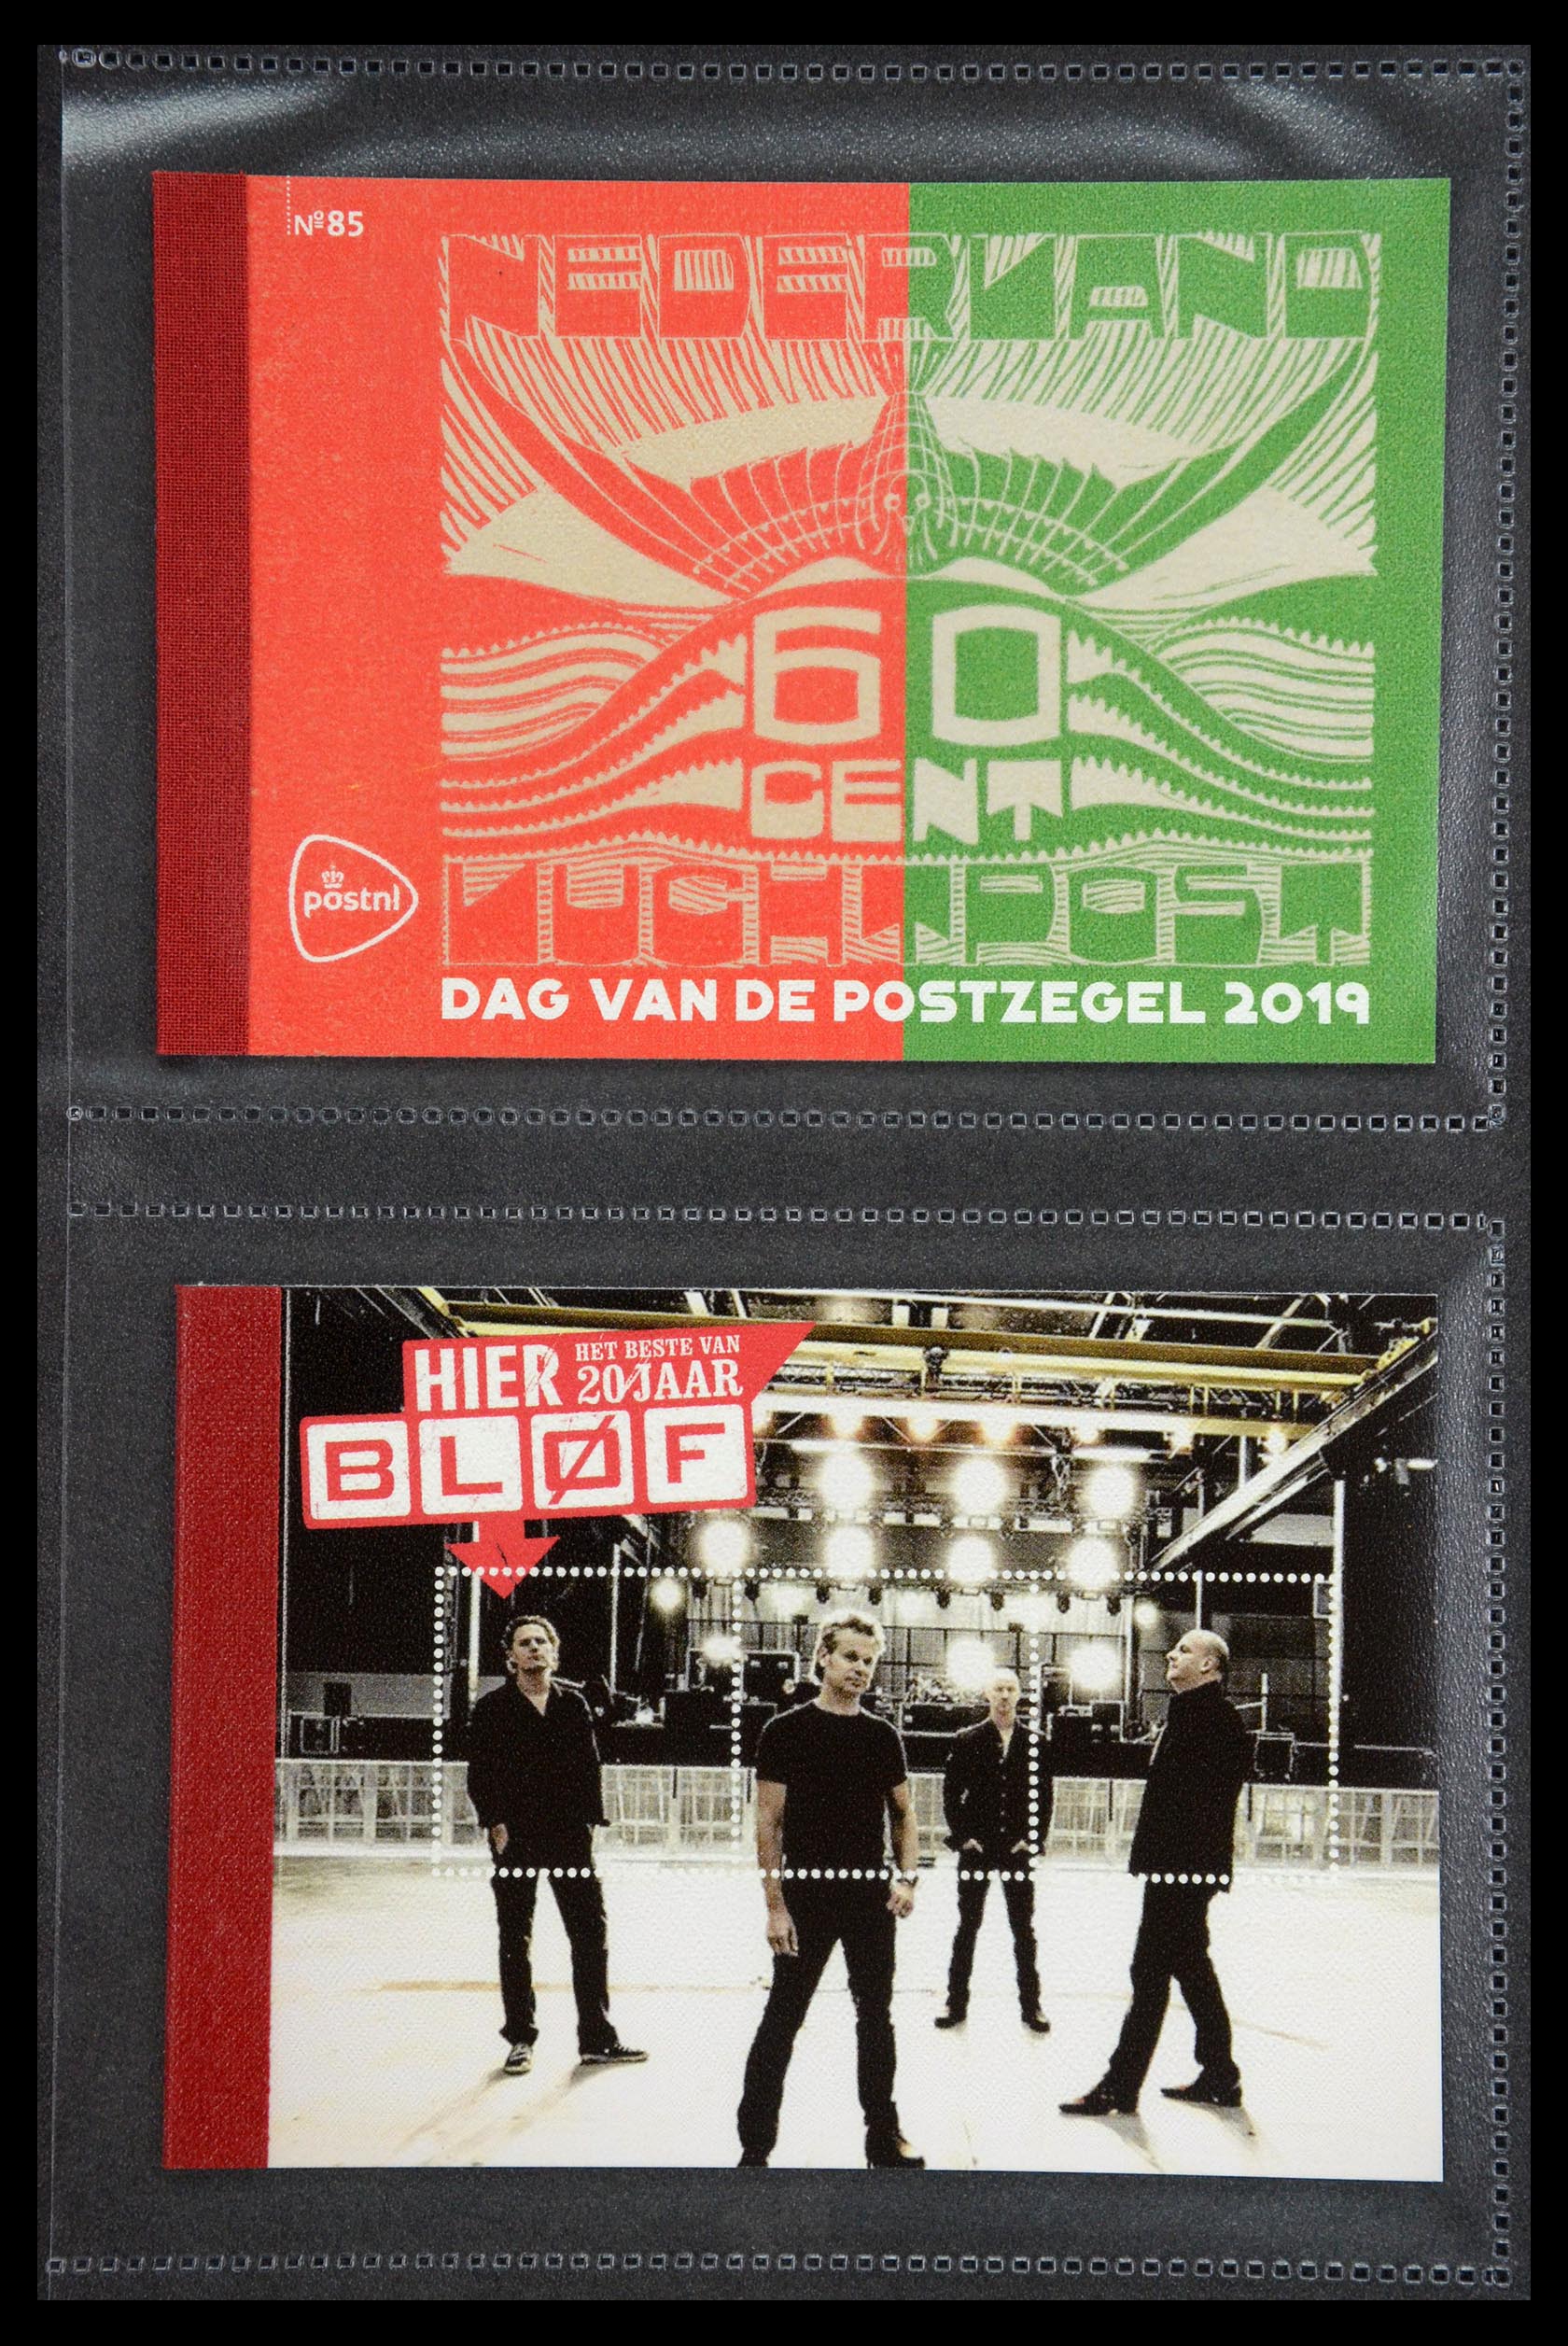 Nº85
NEDERLAND
60
CENT
LUCHTPOST
postnl
DAG VAN DE POSTZEGEL 2019
HIER HET BESTE VAN
20 JAAR
BLØF